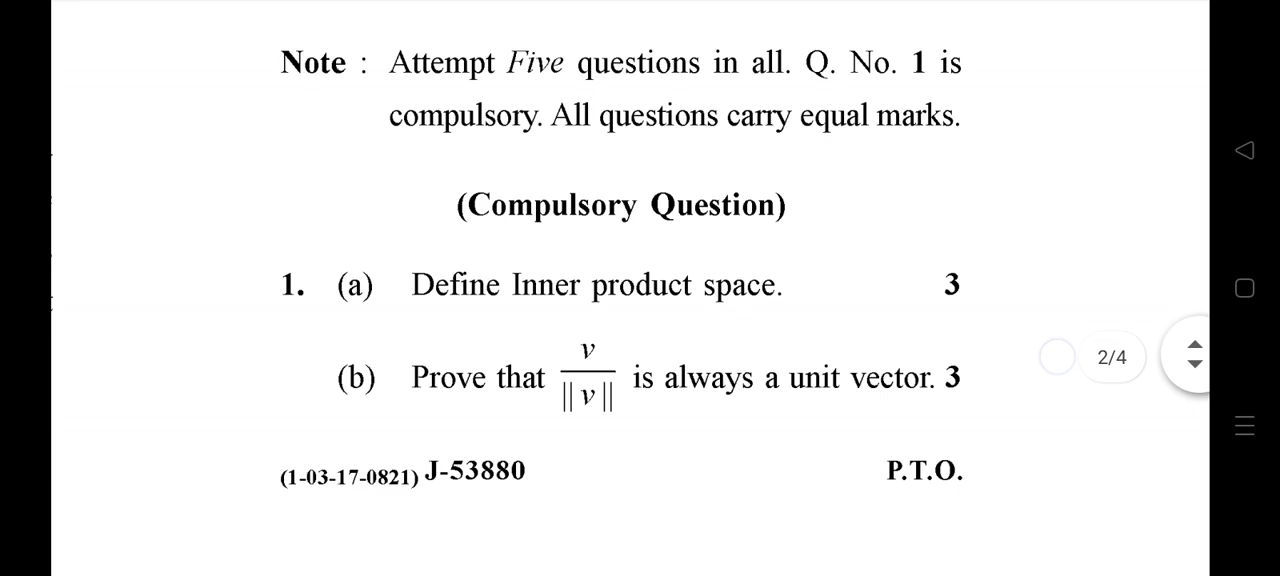 Note : Attempt Five questions in all. Q. No. 1 is
compulsory. All questions carry equal marks.
(Compulsory Question)
1. (a) Define Inner product space. 3
(b) Prove that v / || v || is always a unit vector. 3
2/4
(1-03-17-0821) J-53880 P.T.O.